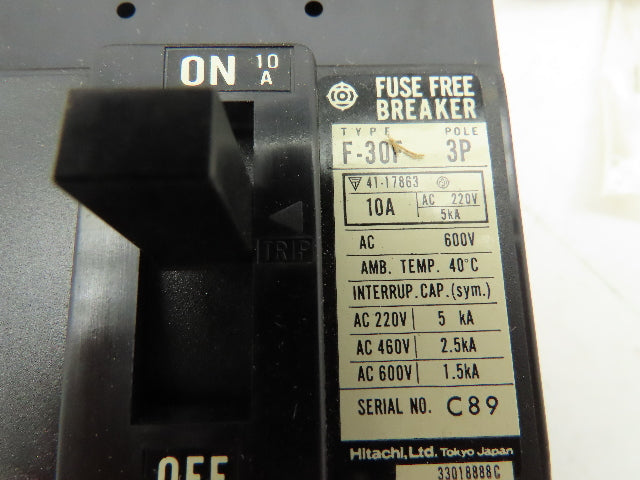 ON 10 A
FUSE FREE
BREAKER
TYPE POLE
3P
41-17863
10A AC 220V
5kA
TRIP
AC 600V
AMB. TEMP. 40°C
INTERRUP.CAP.(sym.)
AC 220V 5 kA
AC 460V 2.5kA
AC 600V 1.5kA
SERIAL NO. C89
Hitachi, Ltd. Tokyo Japan
33018888C
OFF